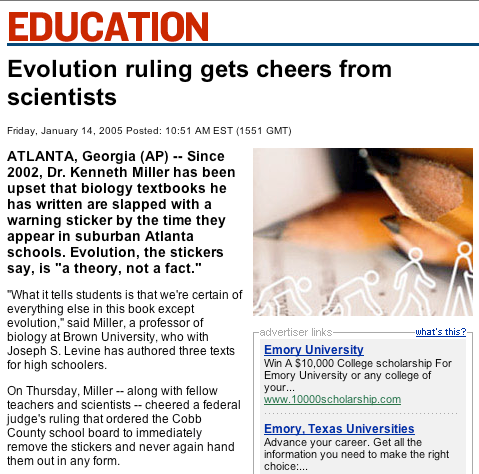 EDUCATION
Evolution ruling gets cheers from
scientists
Friday, January 14, 2005 Posted: 10:51 AM EST (1551 GMT)
ATLANTA, Georgia (AP) -- Since
2002, Dr. Kenneth Miller has been
upset that biology textbooks he
has written are slapped with a
warning sticker by the time they
appear in suburban Atlanta
schools. Evolution, the stickers
say, is "a theory, not a fact."
"What it tells students is that we're certain of
everything else in this book except
evolution," said Miller, a professor of
biology at Brown University, who with
Joseph S. Levine has authored three texts
for high schoolers.
On Thursday, Miller -- along with fellow
teachers and scientists -- cheered a federal
judge's ruling that ordered the Cobb
County school board to immediately
remove the stickers and never again hand
them out in any form.
advertiser links what's this?
Emory University
Win A $10,000 College scholarship For
Emory University or any college of
your...
www.10000scholarship.com
Emory, Texas Universities
Advance your career. Get all the
information you need to make the right
choice:...